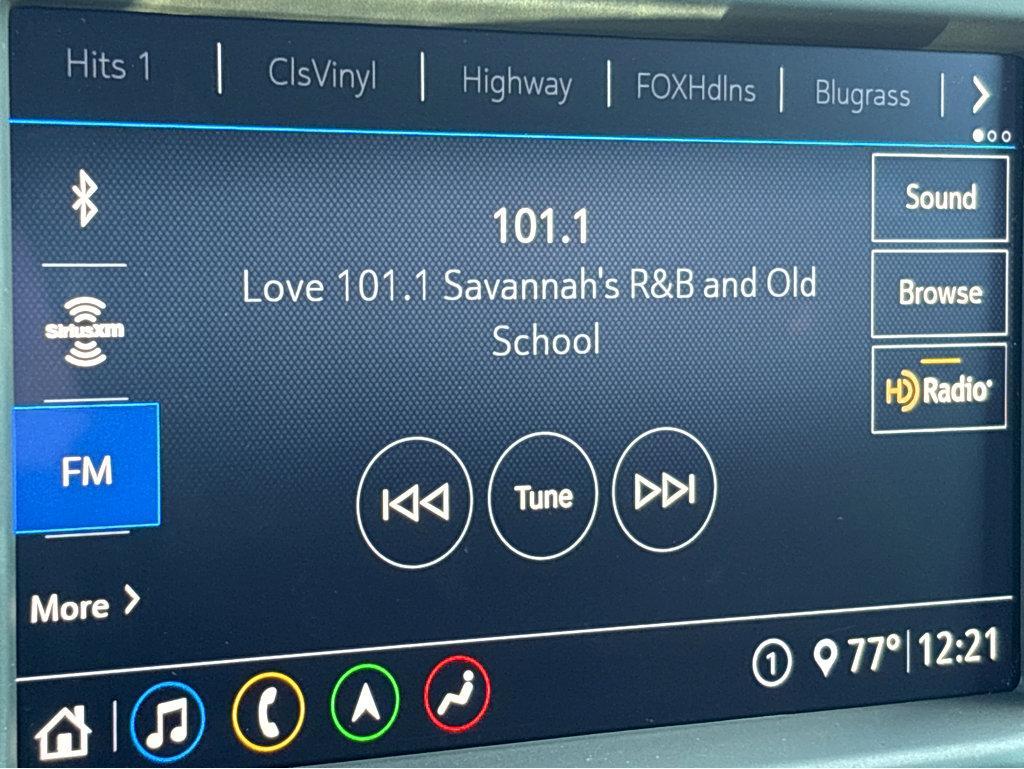 Hits 1 | ClsVinyl | Highway | FOXHdlns | Blugrass |
101.1
Love 101.1 Savannah's R&B and Old
School
Sound
Browse
HD Radio
SiriusXM
FM
Tune
More
1 77° | 12:21